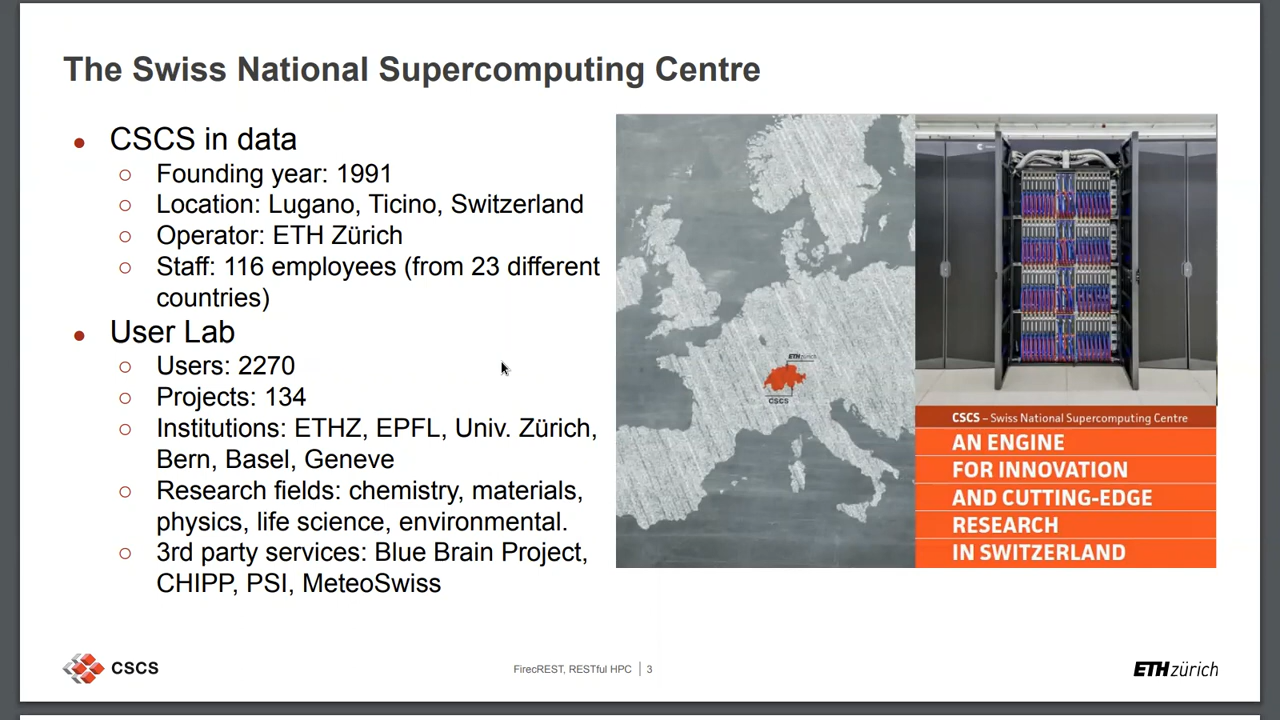 The Swiss National Supercomputing Centre
CSCS in data
Founding year: 1991
Location: Lugano, Ticino, Switzerland
Operator: ETH Zürich
Staff: 116 employees (from 23 different
countries)
User Lab
Users: 2270
Projects: 134
Institutions: ETHZ, EPFL, Univ. Zürich,
Bern, Basel, Geneve
Research fields: chemistry, materials,
physics, life science, environmental.
3rd party services: Blue Brain Project,
CHIPP, PSI, MeteoSwiss
ETH zürich
CSCS
CSCS – Swiss National Supercomputing Centre
AN ENGINE
FOR INNOVATION
AND CUTTING-EDGE
RESEARCH
IN SWITZERLAND
CSCS
FirecREST, RESTful HPC | 3
ETH zürich